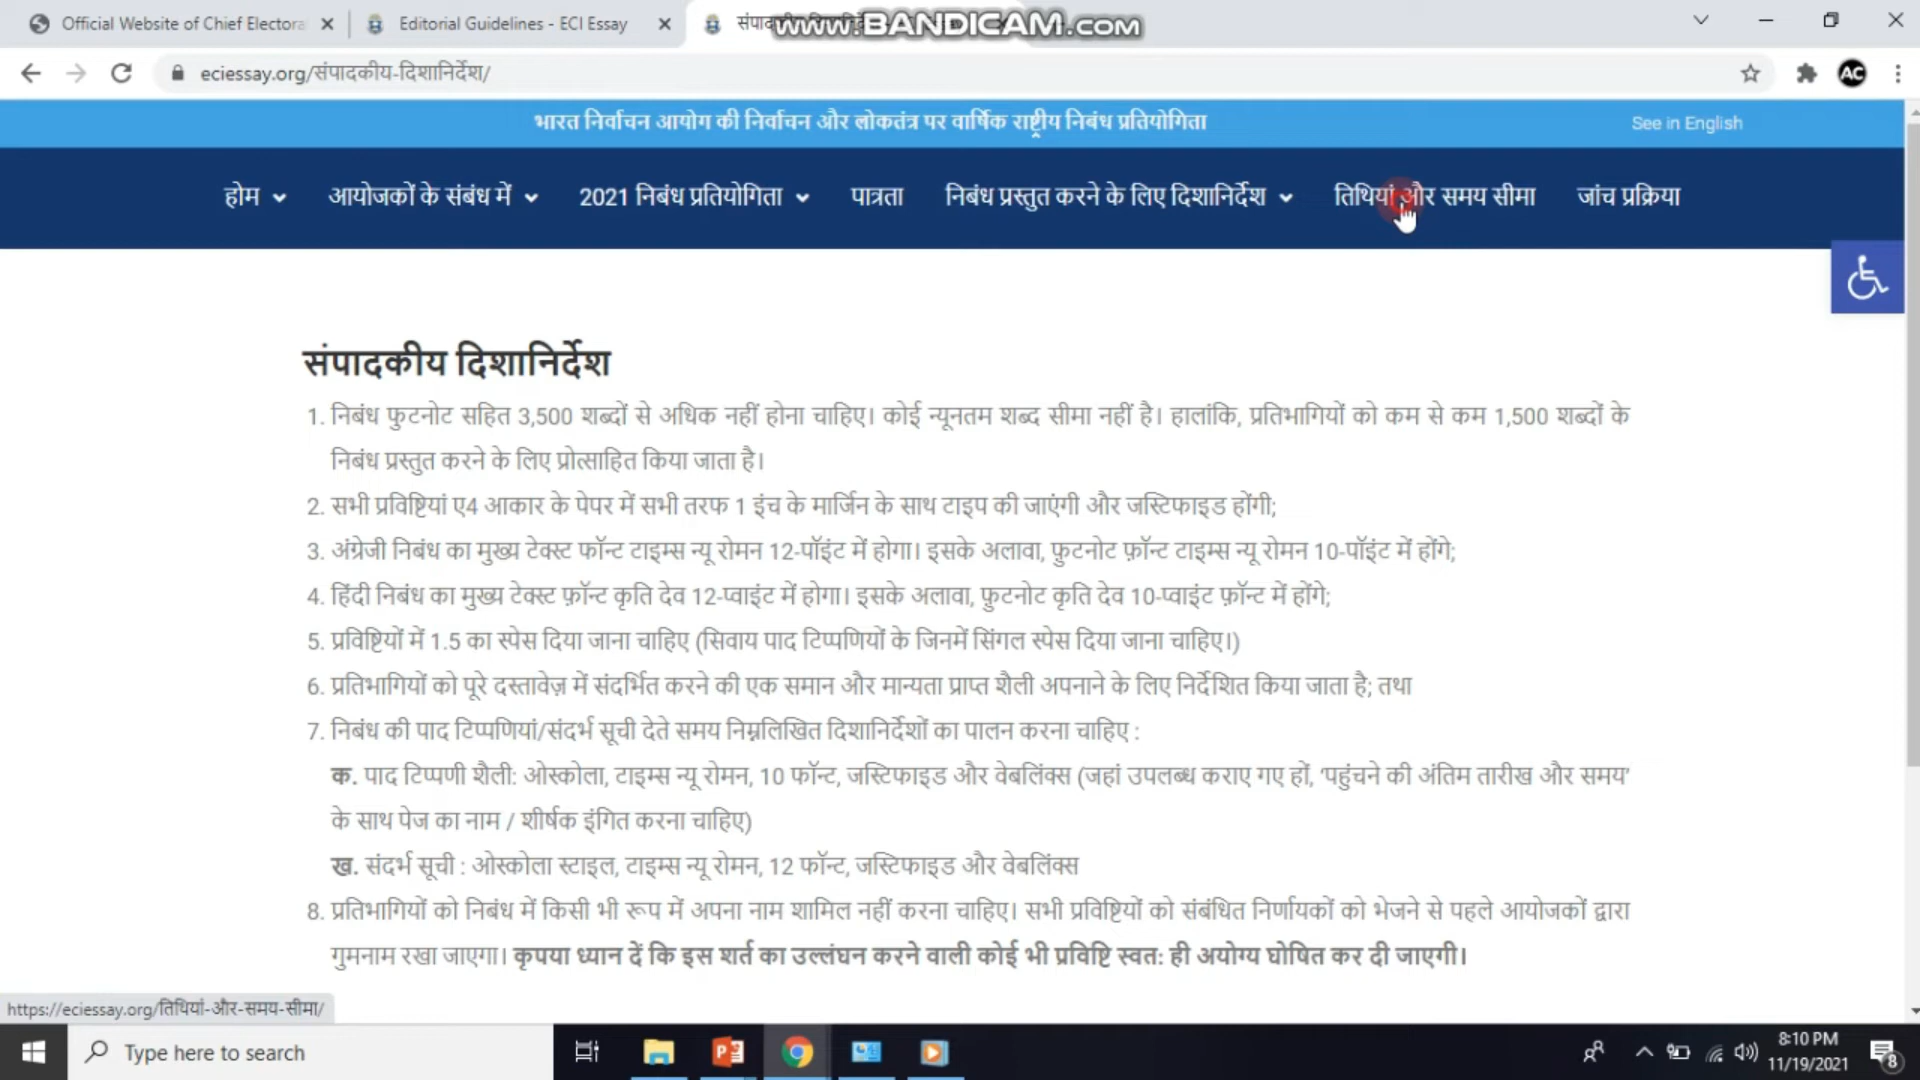 Official Website of Chief Electora
Editorial Guidelines - ECI Essay
www.BANDICAM.com
eciessay.org/संपादकीय-दिशानिर्देश/
AC
भारत निर्वाचन आयोग की निर्वाचन और लोकतंत्र पर वार्षिक राष्ट्रीय निबंध प्रतियोगिता
See in English
होम
आयोजकों के संबंध में
2021 निबंध प्रतियोगिता
पात्रता
निबंध प्रस्तुत करने के लिए दिशानिर्देश
तिथियां और समय सीमा
जांच प्रक्रिया
संपादकीय दिशानिर्देश
1. निबंध फुटनोट सहित 3,500 शब्दों से अधिक नहीं होना चाहिए। कोई न्यूनतम शब्द सीमा नहीं है। हालांकि, प्रतिभागियों को कम से कम 1,500 शब्दों के
निबंध प्रस्तुत करने के लिए प्रोत्साहित किया जाता है।
2. सभी प्रविष्टियां ए4 आकार के पेपर में सभी तरफ 1 इंच के मार्जिन के साथ टाइप की जाएंगी और जस्टिफाइड होंगी;
3. अंग्रेजी निबंध का मुख्य टेक्स्ट फॉन्ट टाइम्स न्यू रोमन 12-पॉइंट में होगा। इसके अलावा, फ़ुटनोट फ़ॉन्ट टाइम्स न्यू रोमन 10-पॉइंट में होंगे;
4. हिंदी निबंध का मुख्य टेक्स्ट फ़ॉन्ट कृति देव 12-प्वाइंट में होगा। इसके अलावा, फ़ुटनोट कृति देव 10-प्वाइंट फ़ॉन्ट में होंगे;
5. प्रविष्टियों में 1.5 का स्पेस दिया जाना चाहिए (सिवाय पाद टिप्पणियों के जिनमें सिंगल स्पेस दिया जाना चाहिए।)
6. प्रतिभागियों को पूरे दस्तावेज़ में संदर्भित करने की एक समान और मान्यता प्राप्त शैली अपनाने के लिए निर्देशित किया जाता है; तथा
7. निबंध की पाद टिप्पणियां/संदर्भ सूची देते समय निम्नलिखित दिशानिर्देशों का पालन करना चाहिए :
क. पाद टिप्पणी शैली: ओस्कोला, टाइम्स न्यू रोमन, 10 फॉन्ट, जस्टिफाइड और वेबलिंक्स (जहां उपलब्ध कराए गए हों, ‘पहुंचने की अंतिम तारीख और समय’
के साथ पेज का नाम / शीर्षक इंगित करना चाहिए)
ख. संदर्भ सूची : ओस्कोला स्टाइल, टाइम्स न्यू रोमन, 12 फॉन्ट, जस्टिफाइड और वेबलिंक्स
8. प्रतिभागियों को निबंध में किसी भी रूप में अपना नाम शामिल नहीं करना चाहिए। सभी प्रविष्टियों को संबंधित निर्णायकों को भेजने से पहले आयोजकों द्वारा
गुमनाम रखा जाएगा। कृपया ध्यान दें कि इस शर्त का उल्लंघन करने वाली कोई भी प्रविष्टि स्वत: ही अयोग्य घोषित कर दी जाएगी।
https://eciessay.org/तिथियां-और-समय-सीमा/
Type here to search
8:10 PM
11/19/2021
8